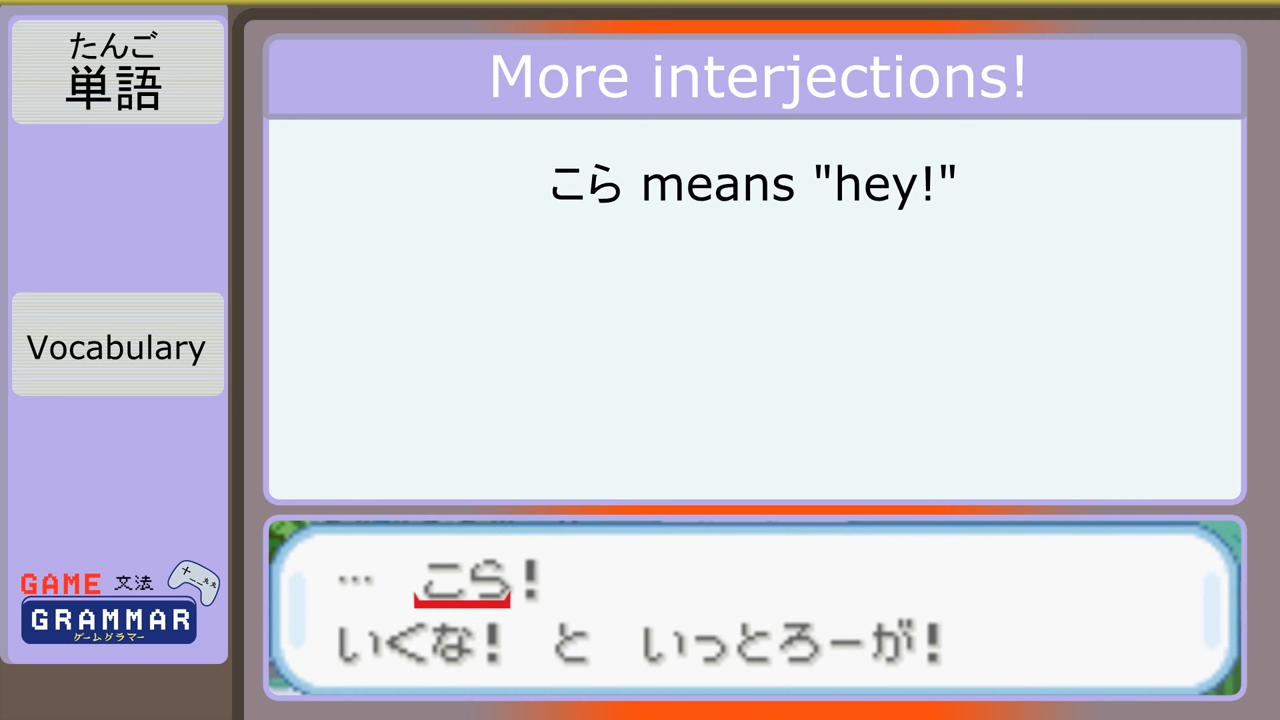 たんご
単語
Vocabulary
GAME 文法
GRAMMAR
ゲームグラマー
More interjections!
こら means "hey!"
… こら!
いくな! と いっとろーが!